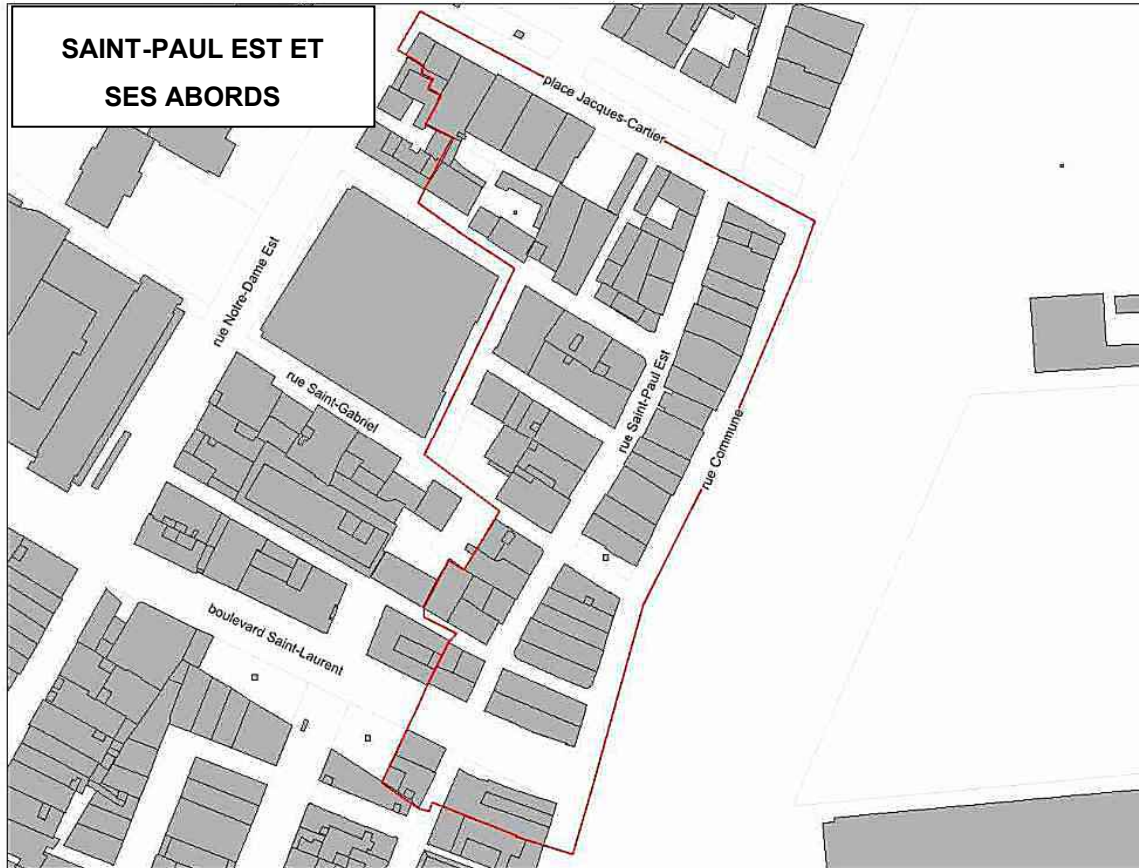 SAINT-PAUL EST ET
SES ABORDS
place Jacques-Cartier
rue Notre-Dame Est
rue Saint-Gabriel
rue Saint-Paul Est
rue Commune
boulevard Saint-Laurent